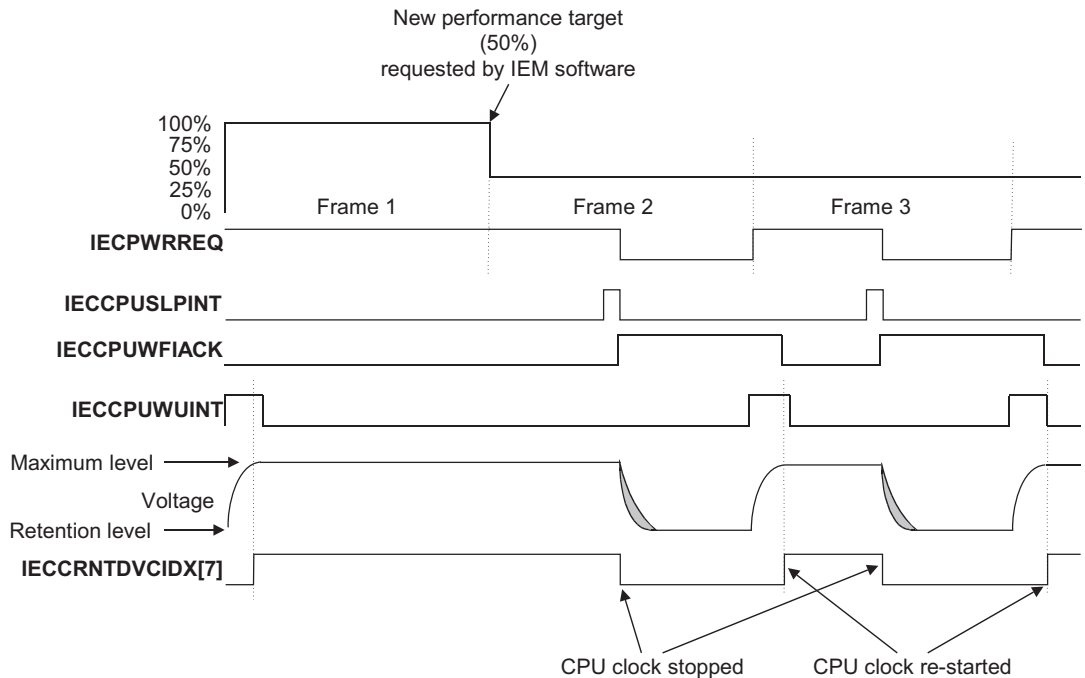 New performance target
(50%)
requested by IEM software
100%
75%
50%
25%
0%
Frame 1
Frame 2
Frame 3
IECPWRREQ
IECCPUSLPINT
IECCPUWFIACK
IECCPUWUINT
Maximum level
Voltage
Retention level
IECCRNTDVCIDX[7]
CPU clock stopped
CPU clock re-started